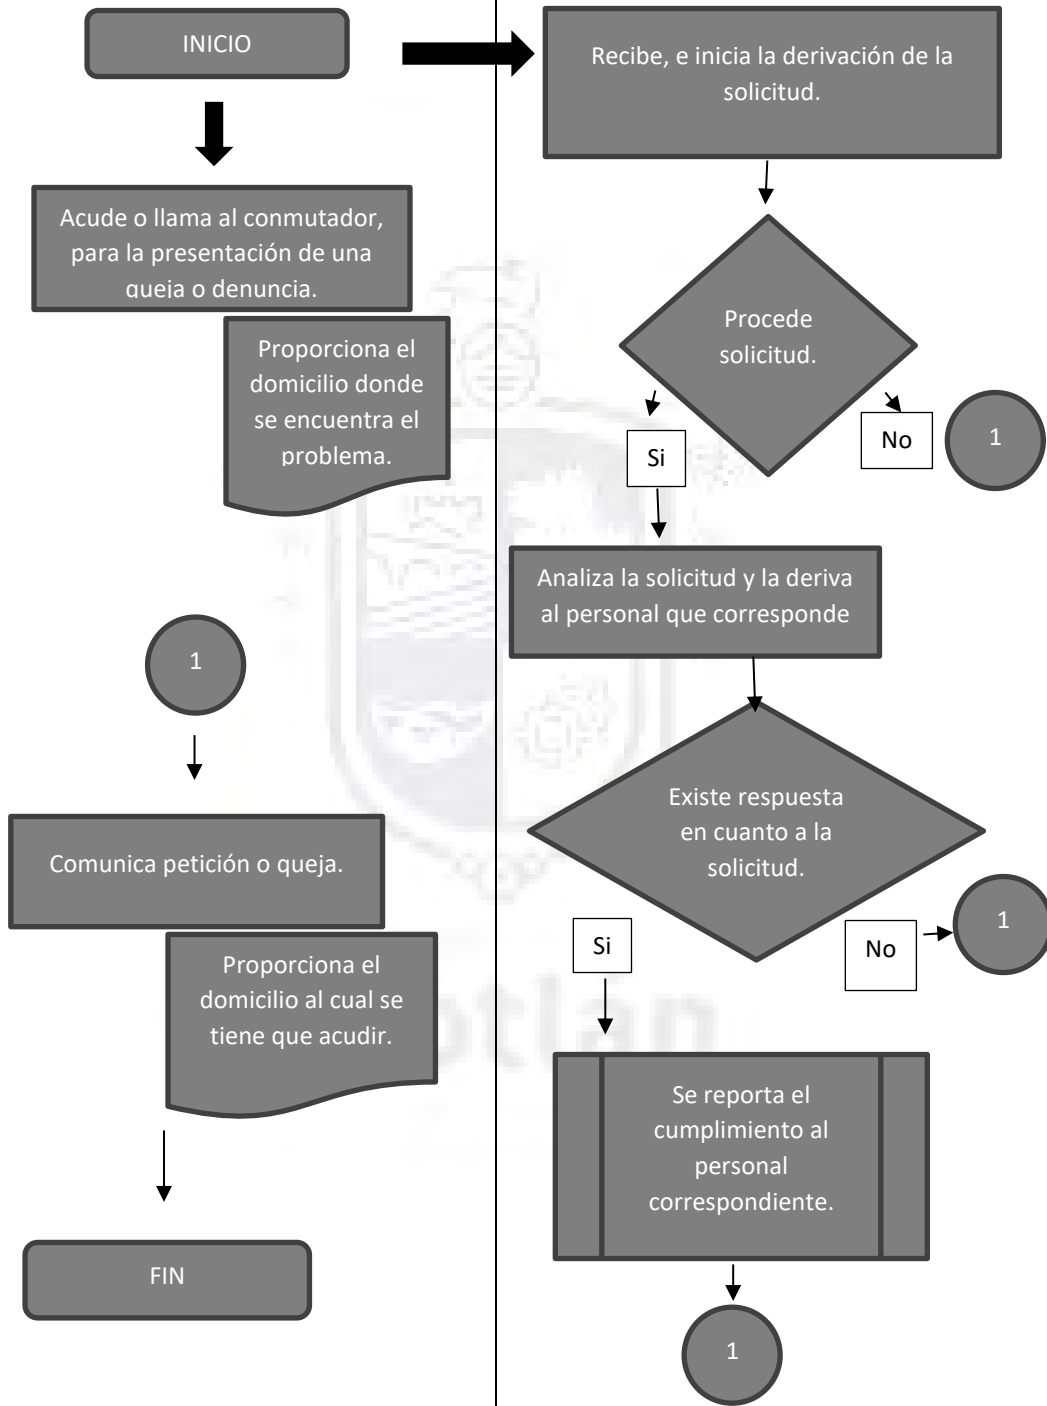 INICIO
Acude o llama al conmutador,
para la presentación de una
queja o denuncia.
Proporciona el
domicilio donde
se encuentra el
problema.
1
Comunica petición o queja.
Proporciona el
domicilio al cual se
tiene que acudir.
FIN
Recibe, e inicia la derivación de la
solicitud.
Procede
solicitud.
Si
No
1
Analiza la solicitud y la deriva
al personal que corresponde
Existe respuesta
en cuanto a la
solicitud.
Si
No
1
Se reporta el
cumplimiento al
personal
correspondiente.
1